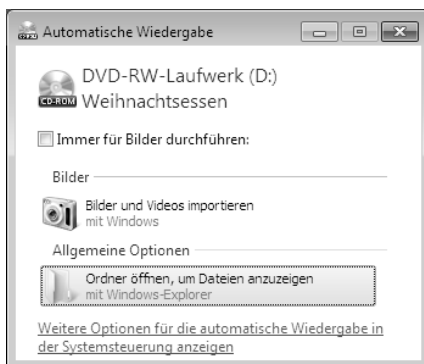 Automatische Wiedergabe
DVD-RW-Laufwerk (D:)
CD-ROM
Weihnachtsessen
Immer für Bilder durchführen:
Bilder
Bilder und Videos importieren
mit Windows
Allgemeine Optionen
Ordner öffnen, um Dateien anzuzeigen
mit Windows-Explorer
Weitere Optionen für die automatische Wiedergabe in
der Systemsteuerung anzeigen